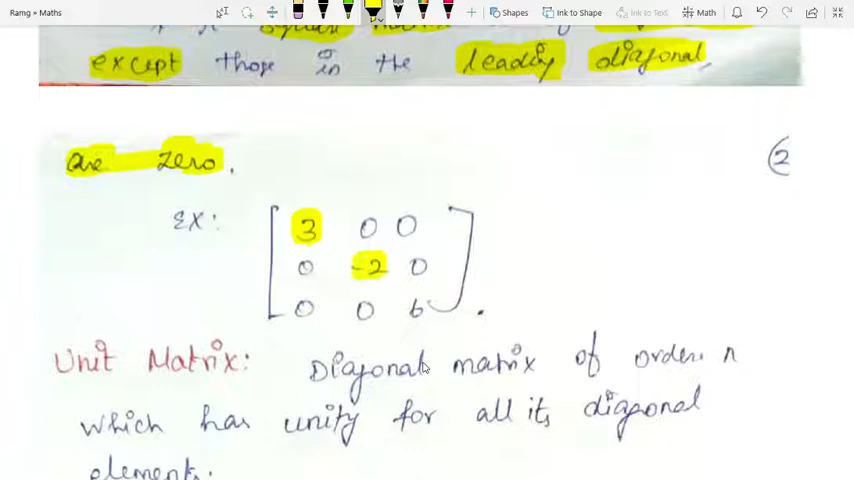 Ramg » Maths
Shapes
Ink to Shape
Ink to Text
Math
except those in the leading diagonal,
are zero.
(2
Ex:
3 0 0
0 -2 0
0 0 6
Unit Matrix: Diagonal matrix of order n
which has unity for all its diagonal
elements.